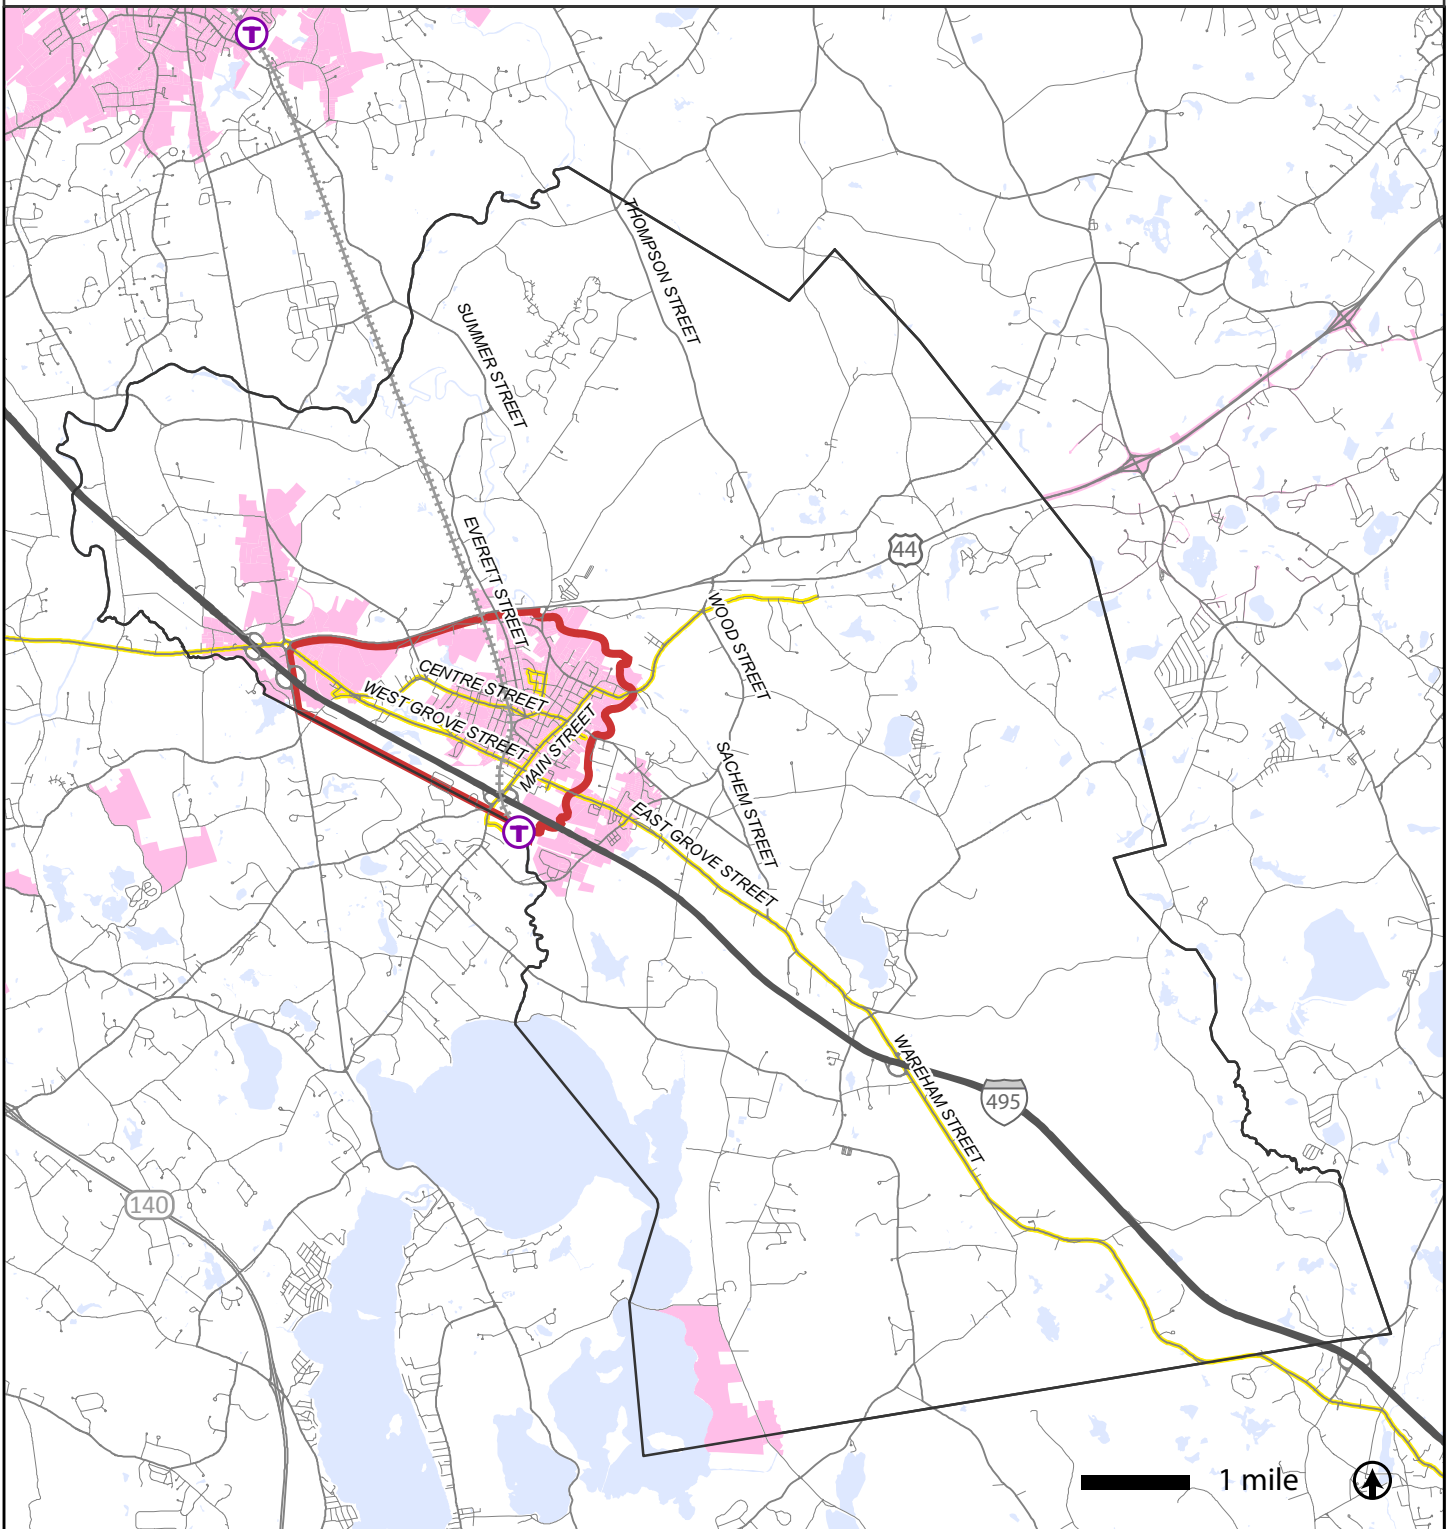 T
THOMPSON STREET
SUMMER STREET
EVERETT STREET
44
WOOD STREET
CENTRE STREET
WEST GROVE STREET
MAIN STREET
SACHEM STREET
T
EAST GROVE STREET
WAREHAM STREET
495
140
1 mile